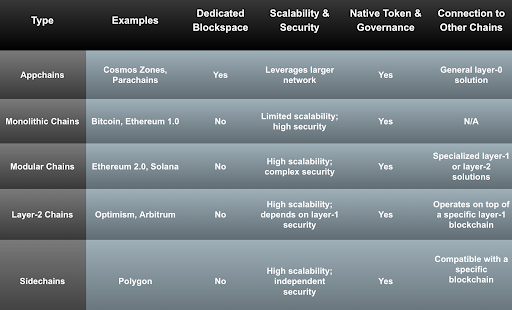 Type
Examples
Dedicated
Blockspace
Scalability &
Security
Native Token &
Governance
Connection to
Other Chains
Appchains
Cosmos Zones,
Parachains
Yes
Leverages larger
network
Yes
General layer-0
solution
Monolithic Chains
Bitcoin, Ethereum 1.0
No
Limited scalability;
high security
Yes
N/A
Modular Chains
Ethereum 2.0, Solana
No
High scalability;
complex security
Yes
Specialized layer-1
or layer-2
solutions
Layer-2 Chains
Optimism, Arbitrum
No
High scalability;
depends on layer-1
security
Yes
Operates on top of
a specific layer-1
blockchain
Sidechains
Polygon
No
High scalability;
independent
security
Yes
Compatible with a
specific
blockchain